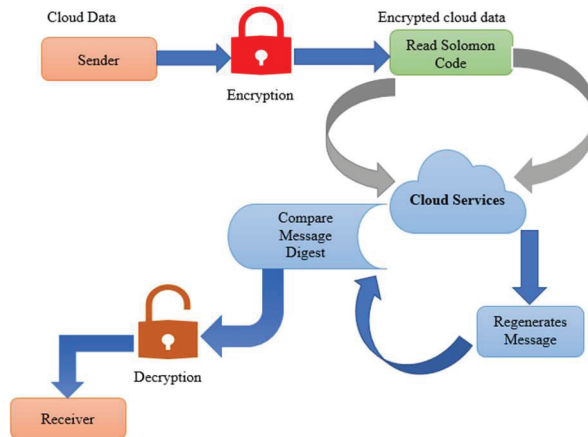 Cloud Data
Encrypted cloud data
Sender
Read Solomon
Code
Encryption
Cloud Services
Compare
Message
Digest
Regenerates
Message
Decryption
Receiver